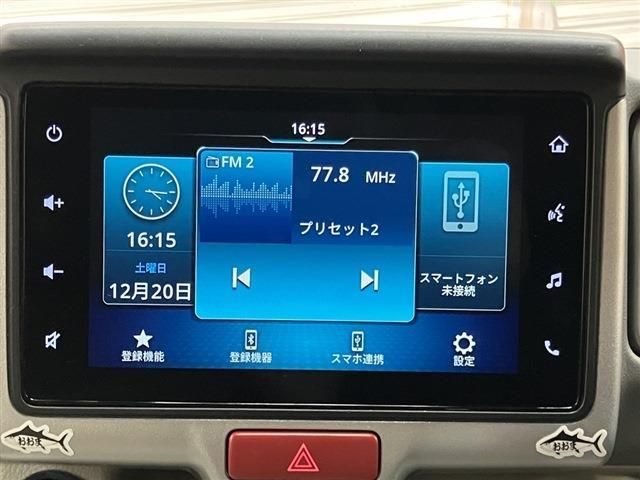 16:15
FM 2
77.8 MHz
プリセット2
16:15
土曜日
12月20日
スマートフォン
未接続
登録機能
登録機器
スマホ連携
設定
おおま
おおま